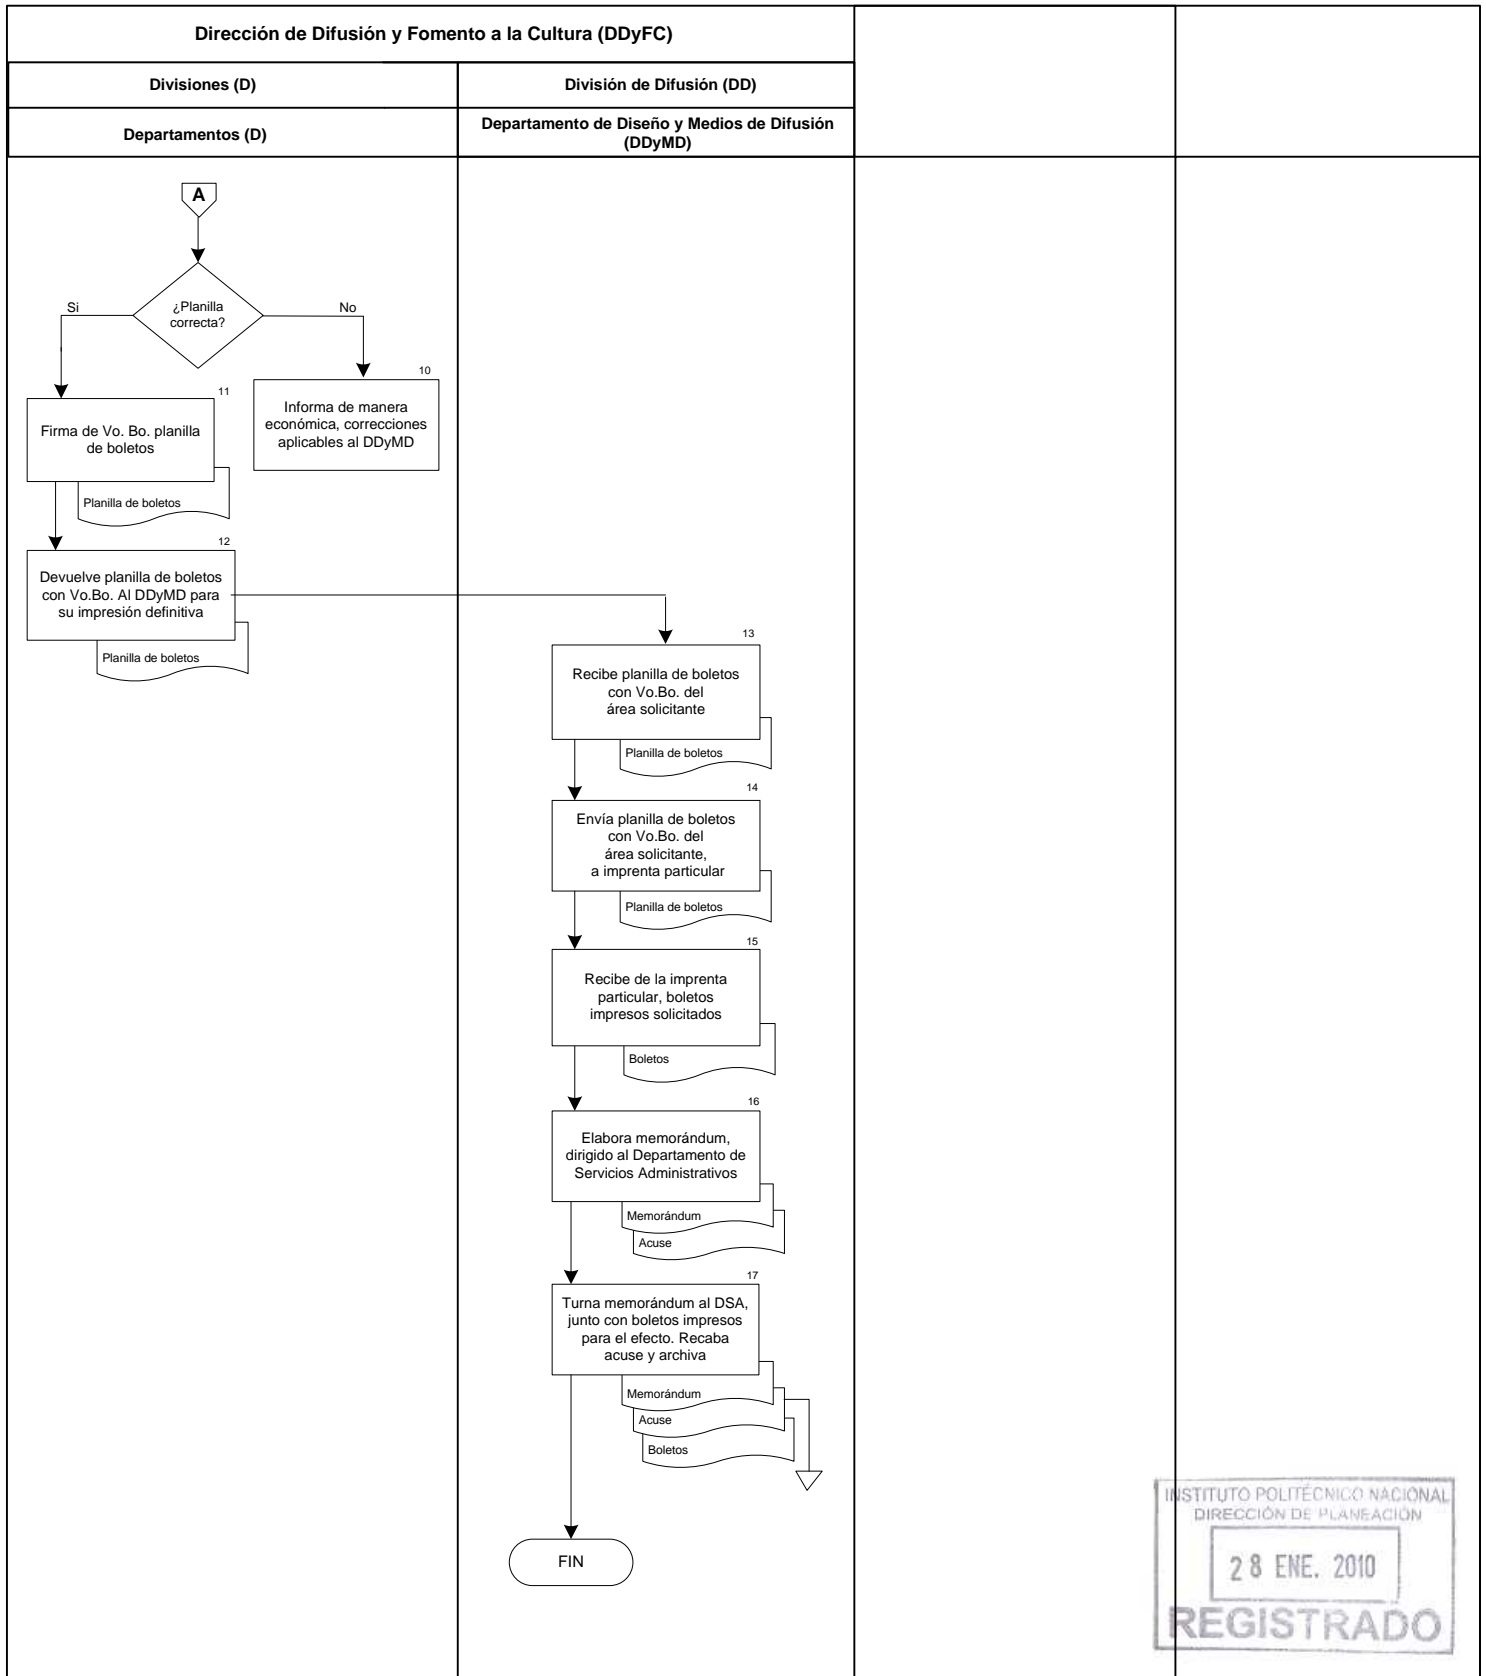 Dirección de Difusión y Fomento a la Cultura (DDyFC)
Divisiones (D)
División de Difusión (DD)
Departamentos (D)
Departamento de Diseño y Medios de Difusión
(DDyMD)
A
¿Planilla
correcta?
Si
No
10
Informa de manera
económica, correcciones
aplicables al DDyMD
11
Firma de Vo. Bo. planilla
de boletos
Planilla de boletos
12
Devuelve planilla de boletos
con Vo.Bo. Al DDyMD para
su impresión definitiva
Planilla de boletos
13
Recibe planilla de boletos
con Vo.Bo. del
área solicitante
Planilla de boletos
14
Envía planilla de boletos
con Vo.Bo. del
área solicitante,
a imprenta particular
Planilla de boletos
15
Recibe de la imprenta
particular, boletos
impresos solicitados
Boletos
16
Elabora memorándum,
dirigido al Departamento de
Servicios Administrativos
Memorándum
Acuse
17
Turna memorándum al DSA,
junto con boletos impresos
para el efecto. Recaba
acuse y archiva
Memorándum
Acuse
Boletos
FIN
INSTITUTO POLITÉCNICO NACIONAL
DIRECCIÓN DE PLANEACIÓN
28 ENE. 2010
REGISTRADO